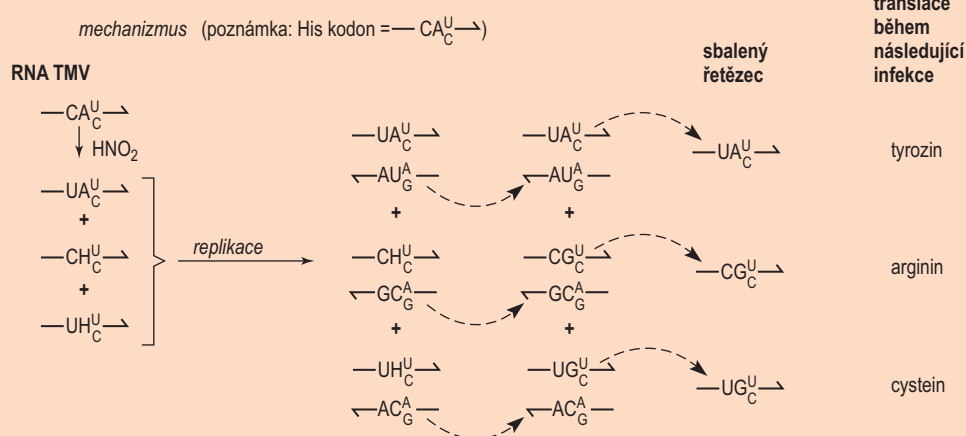 translace
během
následující
infekce
mechanizmus (poznámka: His kodon = — CA U C)
sbalený
řetězec
RNA TMV
CA U C
HNO2
UA U C
+
CH U C
+
UH U C
replikace
UA U C
AU A G
+
CH U C
GC A G
+
UH U C
AC A G
UA U C
AU A G
+
CG U C
GC A G
+
UG U C
AC A G
UA U C
CG U C
UG U C
tyrozin
arginin
cystein